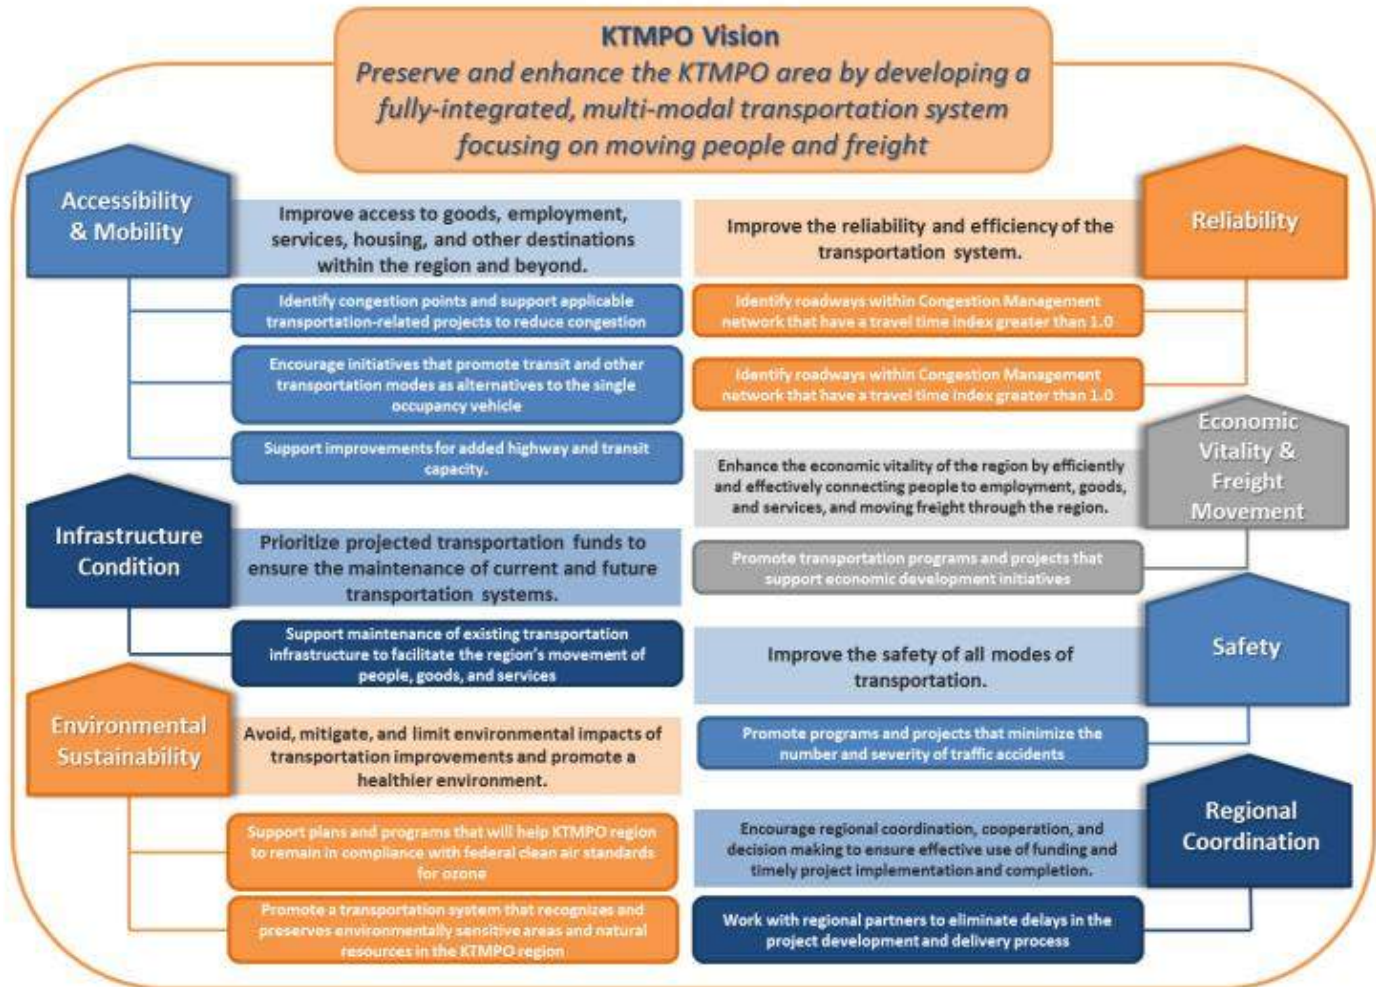 KTMPO Vision
Preserve and enhance the KTMPO area by developing a
fully-integrated, multi-modal transportation system
focusing on moving people and freight
Accessibility
& Mobility
Improve access to goods, employment,
services, housing, and other destinations
within the region and beyond.
Identify congestion points and support applicable
transportation-related projects to reduce congestion
Encourage initiatives that promote transit and other
transportation modes as alternatives to the single
occupancy vehicle
Support improvements for added highway and transit
capacity.
Infrastructure
Condition
Prioritize projected transportation funds to
ensure the maintenance of current and future
transportation systems.
Support maintenance of existing transportation
infrastructure to facilitate the region's movement of
people, goods, and services
Environmental
Sustainability
Avoid, mitigate, and limit environmental impacts of
transportation improvements and promote a
healthier environment.
Support plans and programs that will help KTMPO region
to remain in compliance with federal clean air standards
for ozone
Promote a transportation system that recognizes and
preserves environmentally sensitive areas and natural
resources in the KTMPO region
Reliability
Improve the reliability and efficiency of the
transportation system.
Identify roadways within Congestion Management
network that have a travel time index greater than 1.0
Identify roadways within Congestion Management
network that have a travel time index greater than 1.0
Economic
Vitality &
Freight
Movement
Enhance the economic vitality of the region by efficiently
and effectively connecting people to employment, goods,
and services, and moving freight through the region.
Promote transportation programs and projects that
support economic development initiatives
Safety
Improve the safety of all modes of
transportation.
Promote programs and projects that minimize the
number and severity of traffic accidents
Regional
Coordination
Encourage regional coordination, cooperation, and
decision making to ensure effective use of funding and
timely project implementation and completion.
Work with regional partners to eliminate delays in the
project development and delivery process